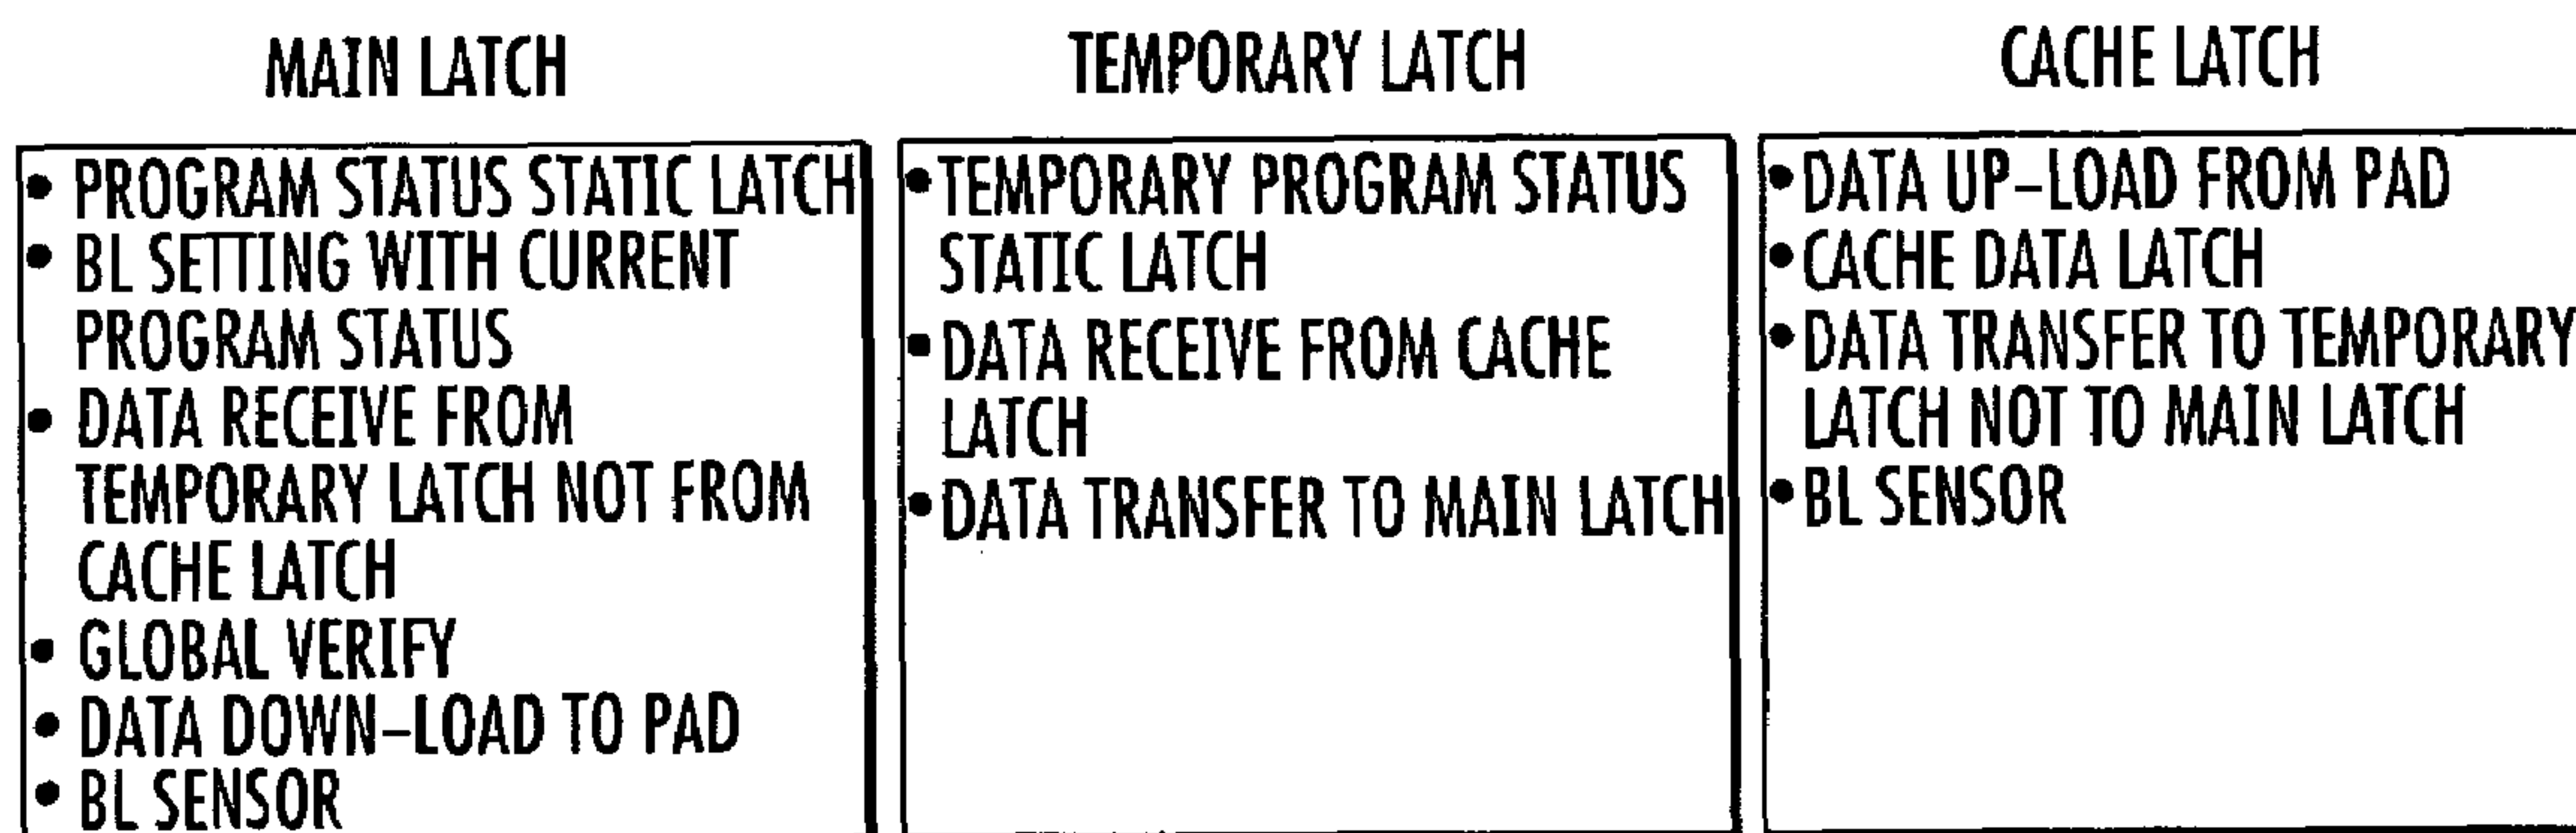 MAIN LATCH
• PROGRAM STATUS STATIC LATCH
• BL SETTING WITH CURRENT
PROGRAM STATUS
• DATA RECEIVE FROM
TEMPORARY LATCH NOT FROM
CACHE LATCH
• GLOBAL VERIFY
• DATA DOWN-LOAD TO PAD
• BL SENSOR
TEMPORARY LATCH
• TEMPORARY PROGRAM STATUS
STATIC LATCH
• DATA RECEIVE FROM CACHE
LATCH
• DATA TRANSFER TO MAIN LATCH
CACHE LATCH
• DATA UP-LOAD FROM PAD
• CACHE DATA LATCH
• DATA TRANSFER TO TEMPORARY
LATCH NOT TO MAIN LATCH
• BL SENSOR